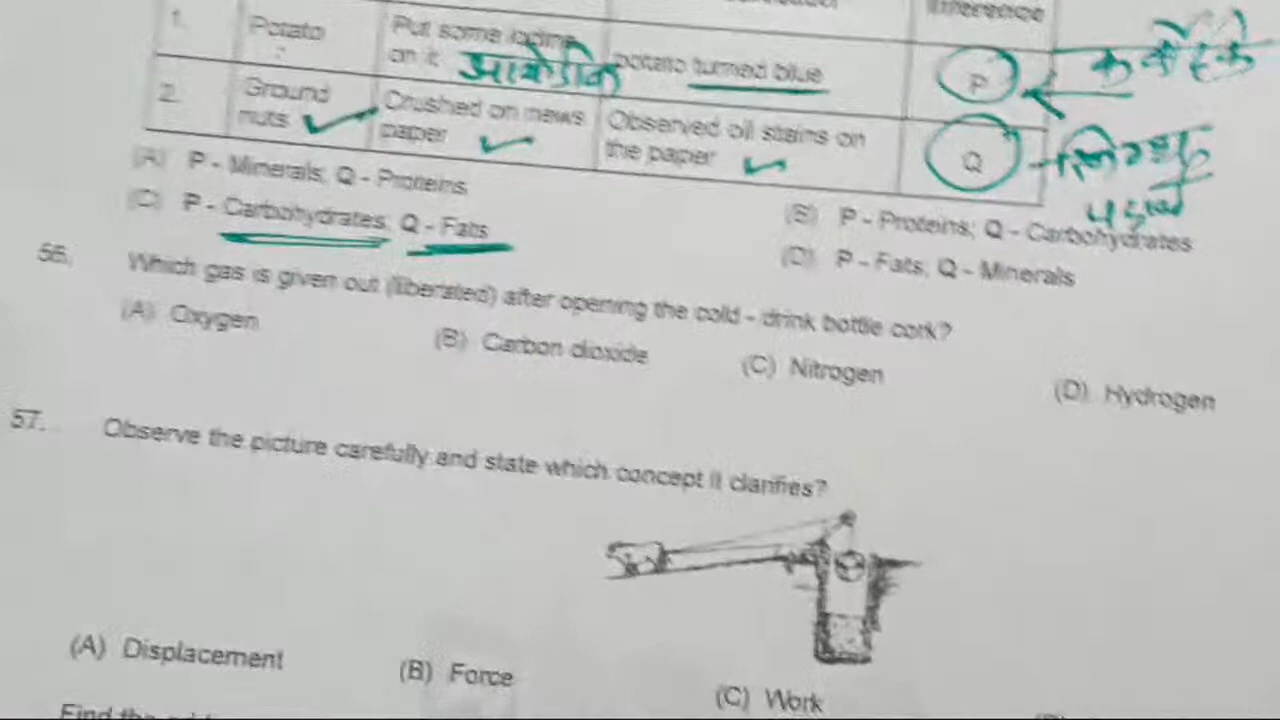 1. Potato Put some iodine on it potato turned blue P
2. Ground nuts Crushed on news paper Observed oil stains on the paper Q
(A) P - Minerals; Q - Proteins
(B) P - Proteins; Q - Carbohydrates
(C) P - Carbohydrates; Q - Fats
(D) P - Fats; Q - Minerals
56. Which gas is given out (liberated) after opening the cold - drink bottle cork?
(A) Oxygen
(B) Carbon dioxide
(C) Nitrogen
(D) Hydrogen
57. Observe the picture carefully and state which concept it clarifies?
(A) Displacement
(B) Force
(C) Work
Find the